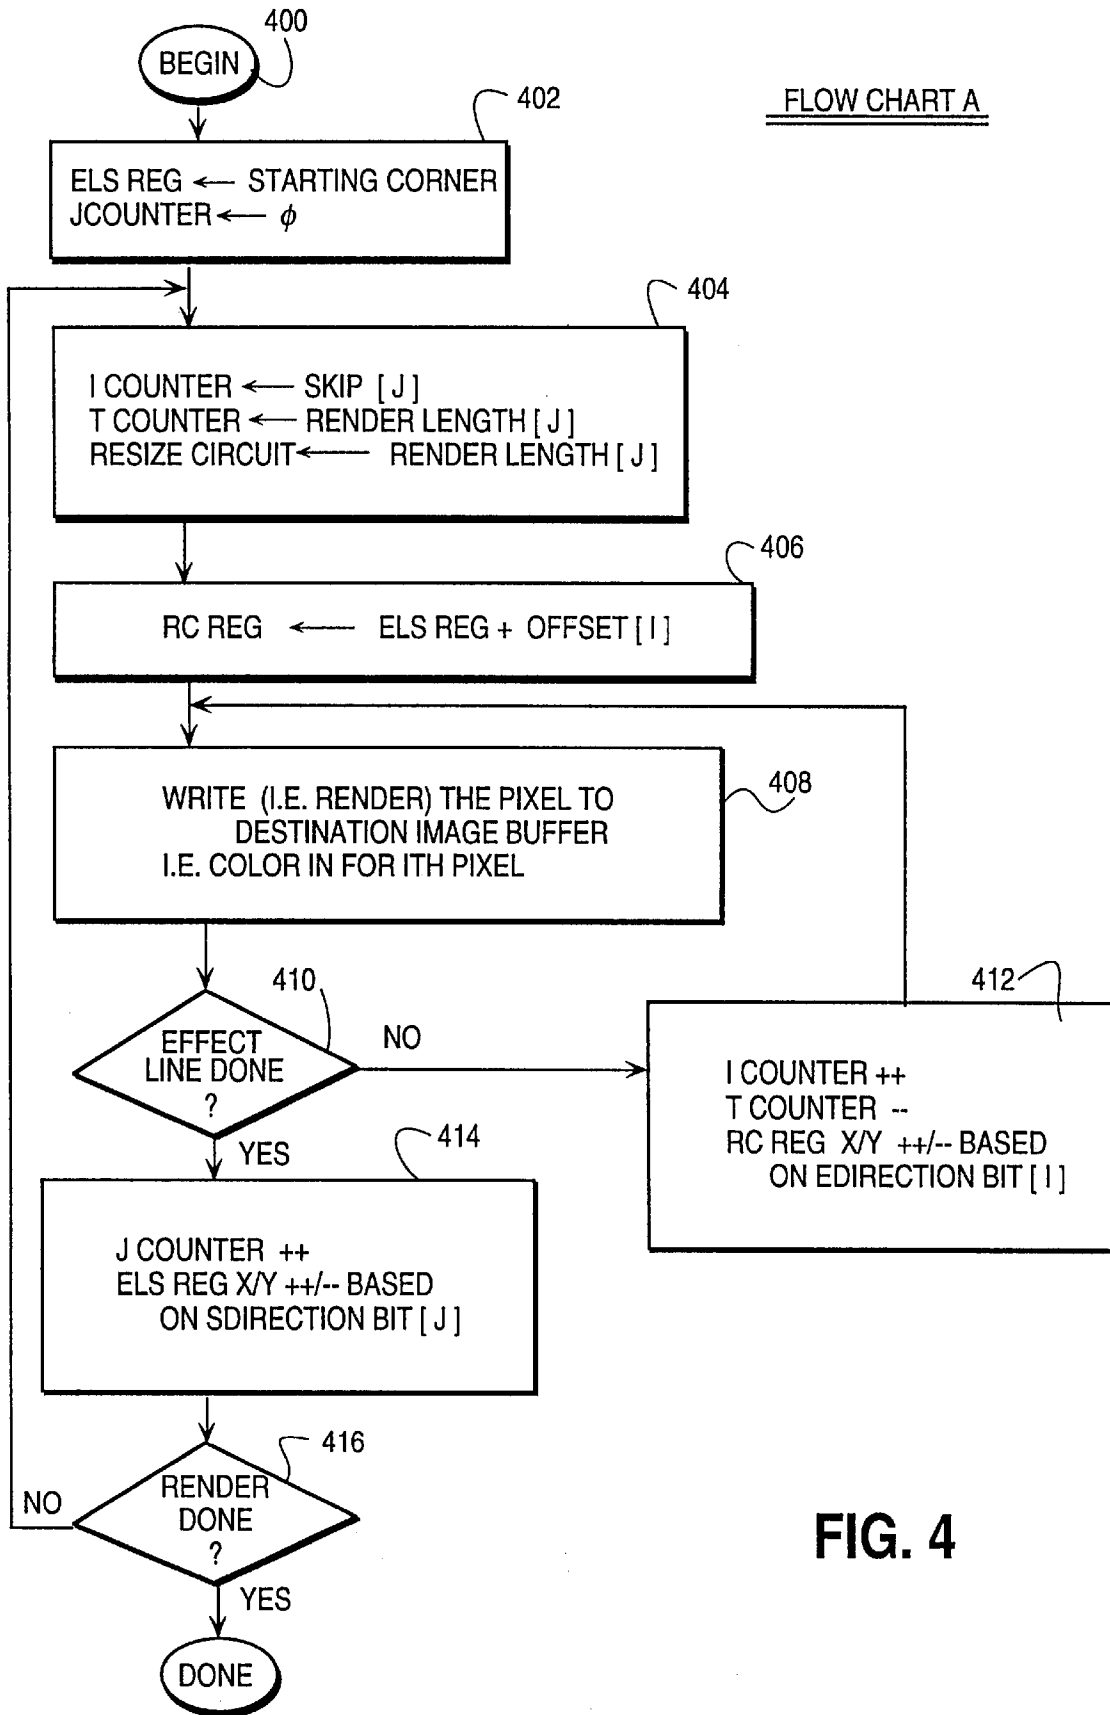 400
BEGIN
FLOW CHART A
402
ELS REG ← STARTING CORNER
JCOUNTER ← ϕ
404
I COUNTER ← SKIP [ J ]
T COUNTER ← RENDER LENGTH [ J ]
RESIZE CIRCUIT ← RENDER LENGTH [ J ]
406
RC REG ← ELS REG + OFFSET [ I ]
408
WRITE (I.E. RENDER) THE PIXEL TO
DESTINATION IMAGE BUFFER
I.E. COLOR IN FOR ITH PIXEL
410
EFFECT
LINE DONE
?
NO
YES
412
I COUNTER ++
T COUNTER --
RC REG X/Y ++/-- BASED
ON EDIRECTION BIT [ I ]
414
J COUNTER ++
ELS REG X/Y ++/-- BASED
ON SDIRECTION BIT [ J ]
416
RENDER
DONE
?
NO
YES
DONE
FIG. 4